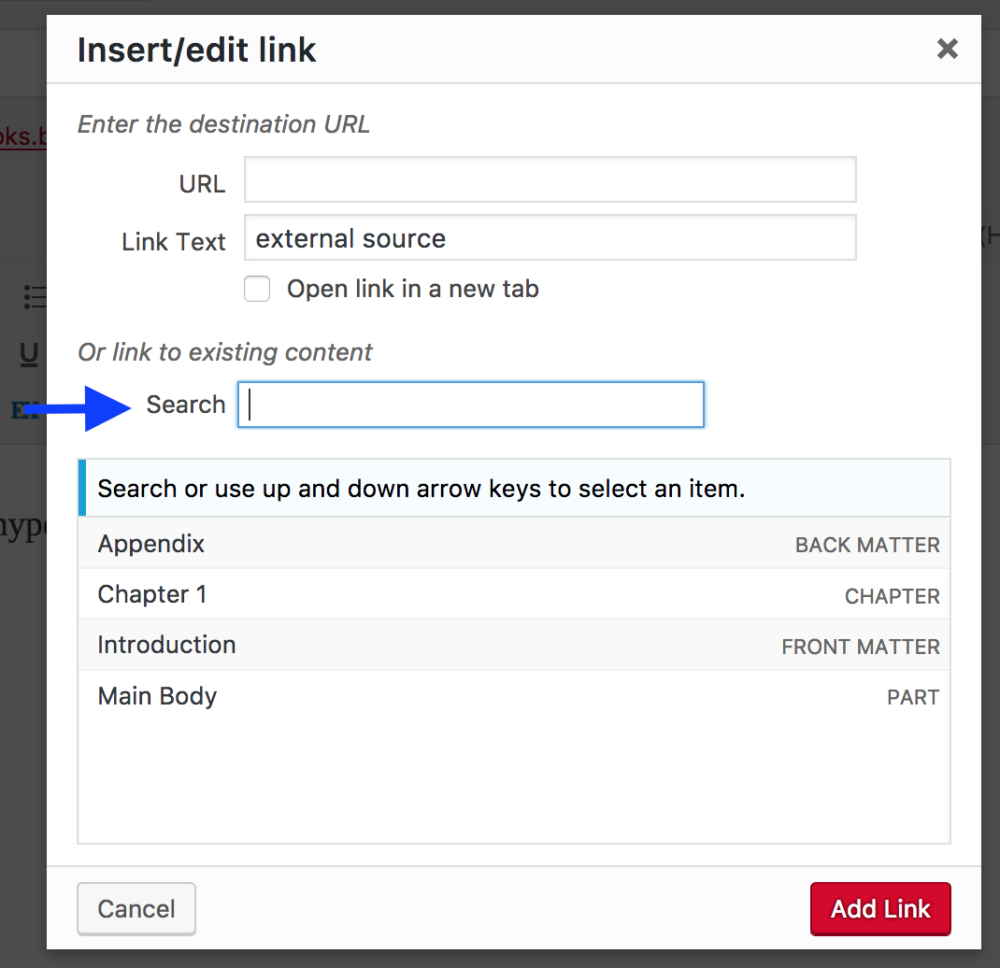 Insert/edit link
Enter the destination URL
URL
Link Text external source
Open link in a new tab
Or link to existing content
Search
Search or use up and down arrow keys to select an item.
Appendix BACK MATTER
Chapter 1 CHAPTER
Introduction FRONT MATTER
Main Body PART
Cancel Add Link